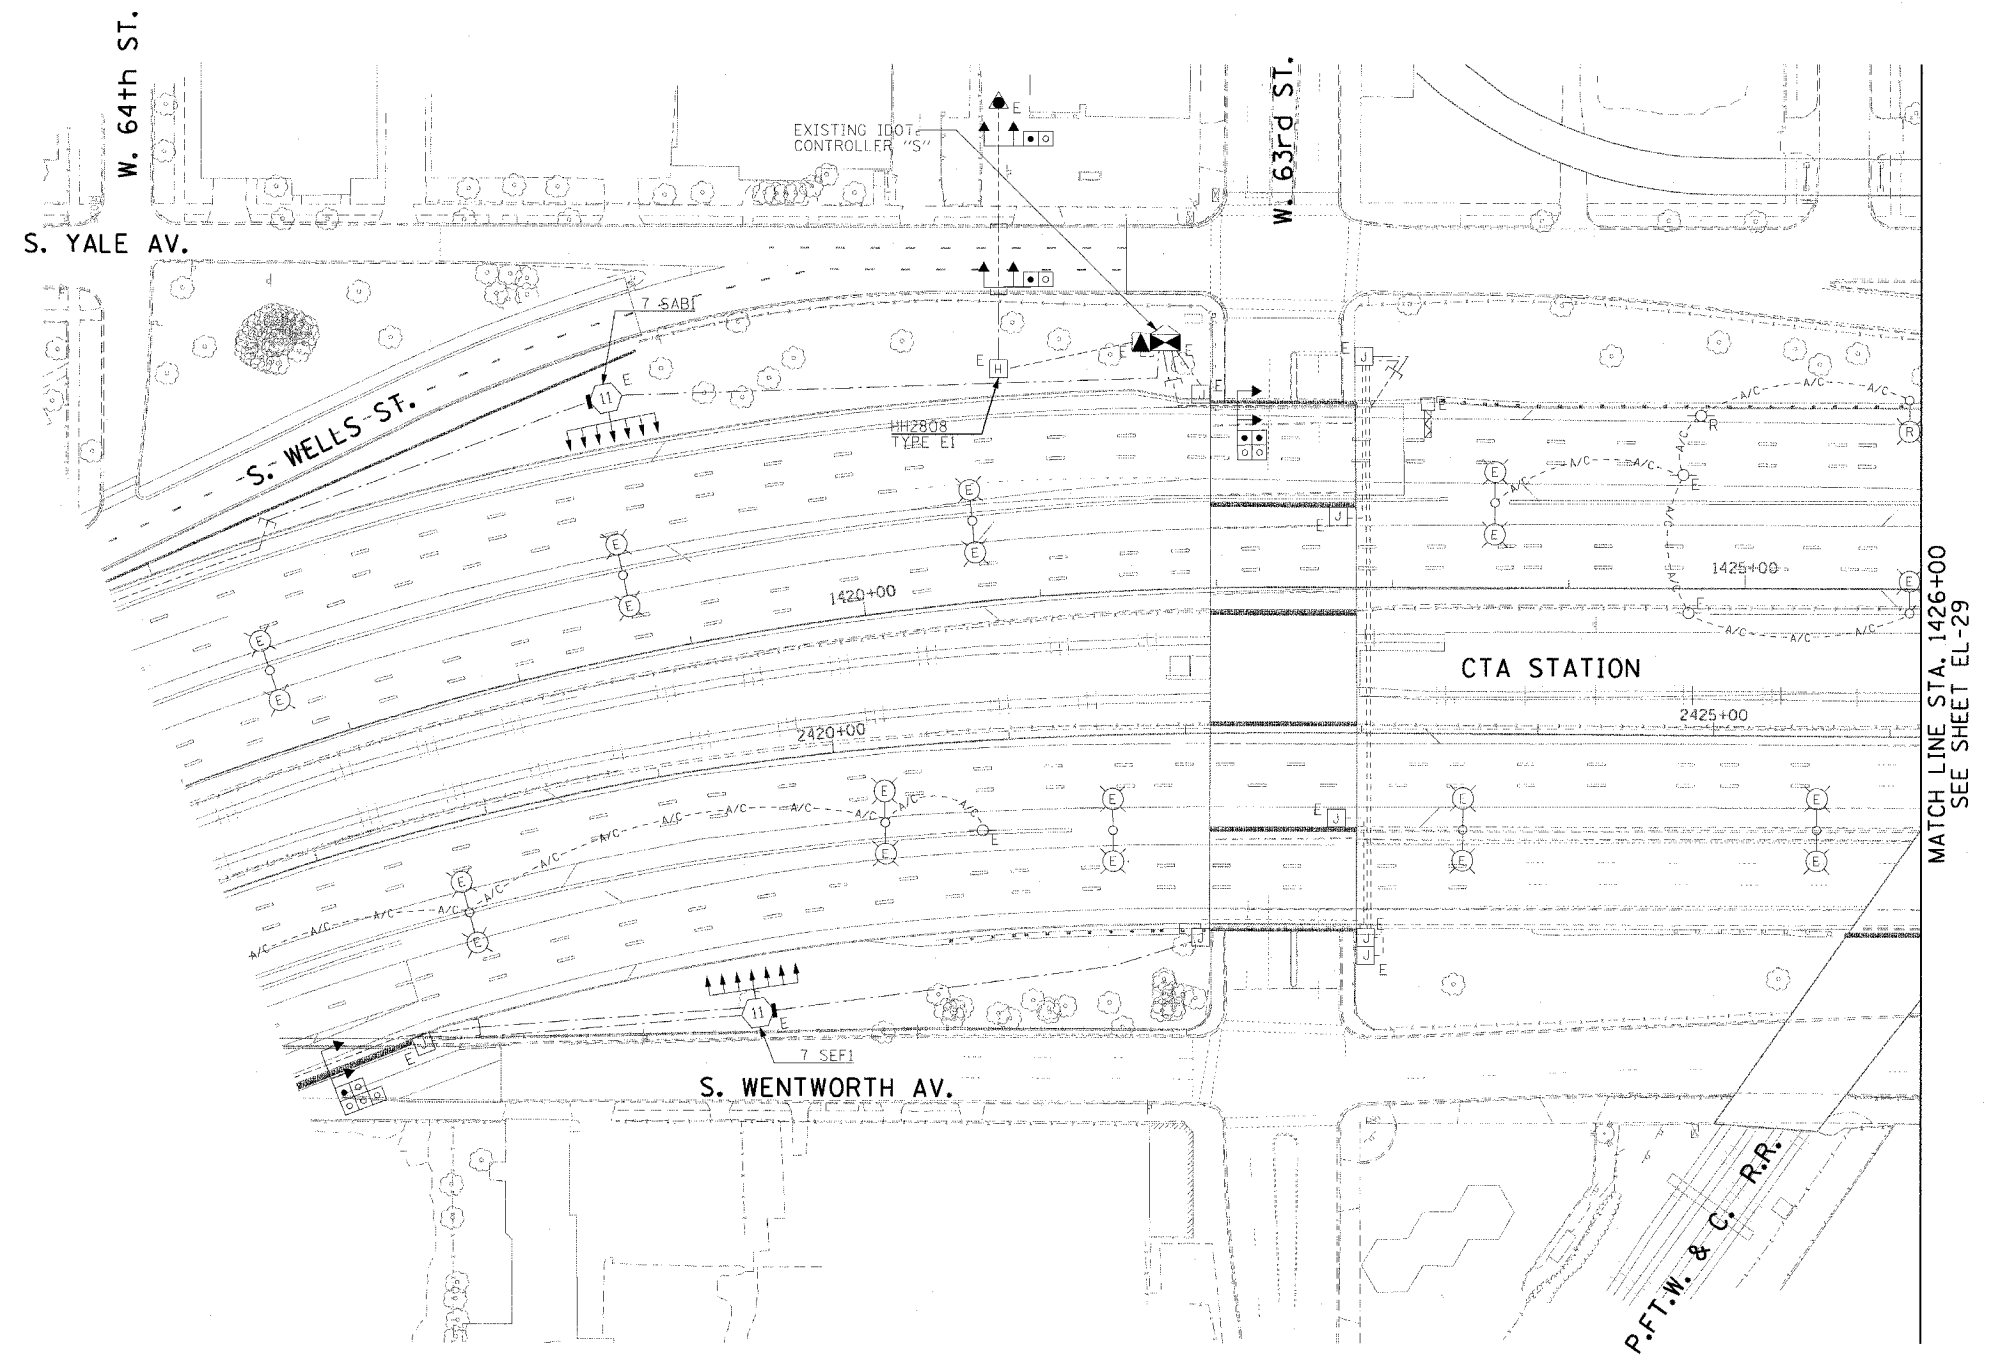 W. 64th ST.
S. YALE AV.
EXISTING IDOT
CONTROLLER "S"
E
W. 63rd ST.
7 SAB1
11
E
S. WELLS ST.
E
H
HH2808
TYPE E1
E
E
E
J
E
J
E
A/C
A/C
A/C
R
R
A/C
E
E
A/C
A/C
A/C
E
A/C
E
E
E
J
E
E
E
E
E
1420+00
1425+00
E
E
A/C
A/C
A/C
E
E
CTA STATION
MATCH LINE STA. 1426+00
SEE SHEET EL-29
2420+00
2425+00
E
A/C
A/C
A/C
A/C
A/C
A/C
A/C
E
E
E
E
E
J
E
E
E
E
E
A/C
A/C
A/C
A/C
A/C
E
E
J
E
J
J
E
11
E
7 SEF1
J
E
S. WENTWORTH AV.
P.FT.W. & C. R.R.